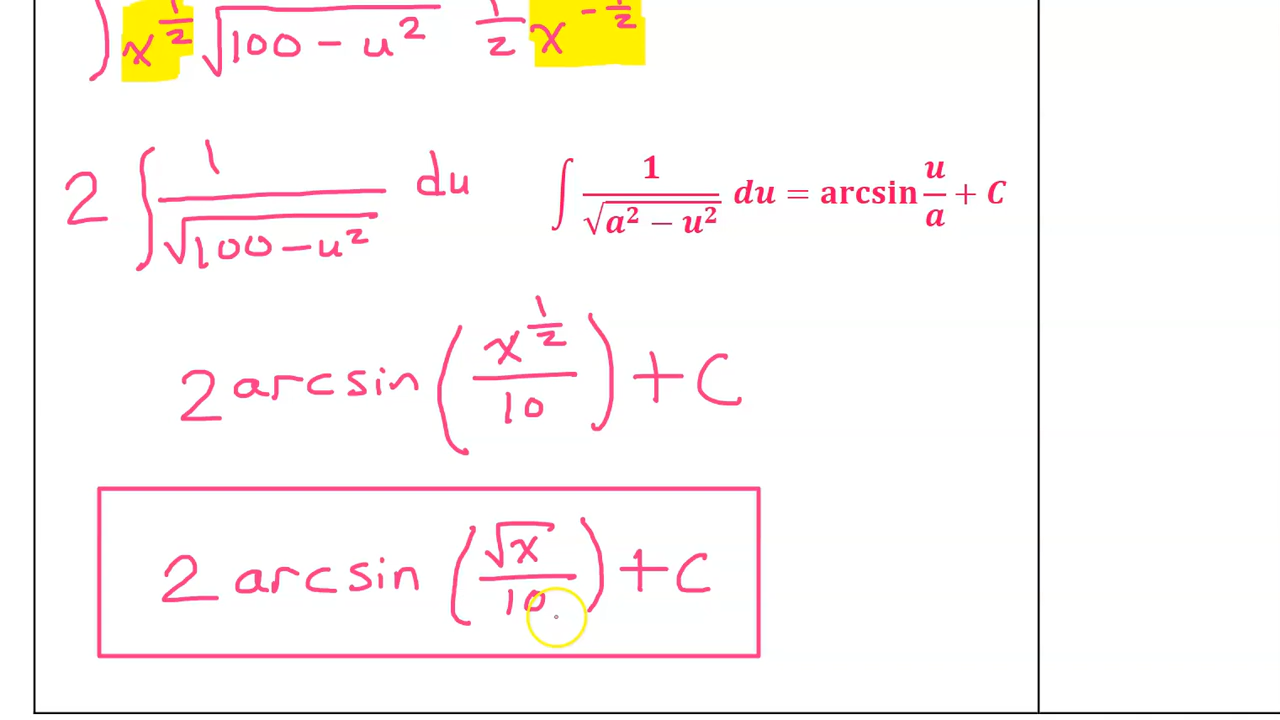 ∫ x^{1/2} √(100 − u²) 1/2 x^{−1/2}
2 ∫ 1/√(100 − u²) du ∫ 1/√(a² − u²) du = arcsin u/a + C
2 arcsin (x^{1/2}/10) + C
2 arcsin (√x/10) + C